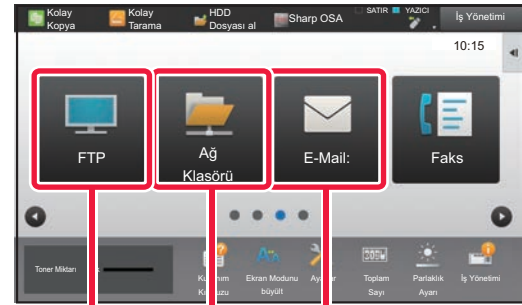 Kolay
Kopya
Kolay
Tarama
HDD
Dosyası al
Sharp OSA
SATIR
YAZICI
İş Yönetimi
10:15
FTP
Ağ
Klasörü
E-Mail:
Faks
Toner Miktarı
Ekran Modunu
büyült
Toplam
Sayı
Parlaklık
Ayarı
İş Yönetimi